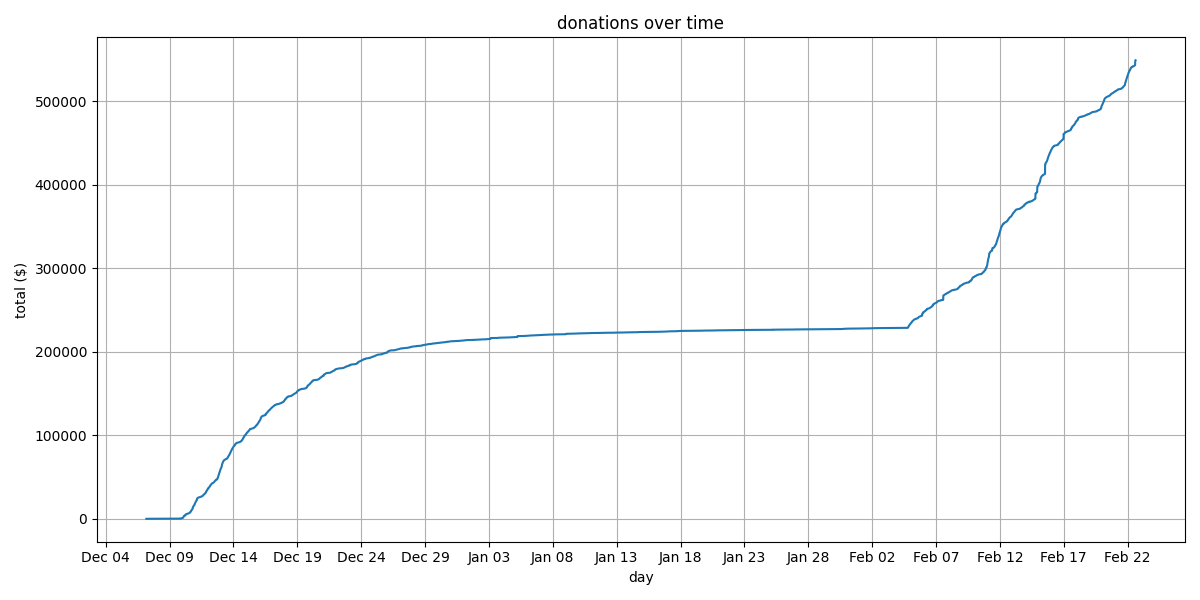 donations over time
total ($)
500000
400000
300000
200000
100000
0
Dec 04 Dec 09 Dec 14 Dec 19 Dec 24 Dec 29 Jan 03 Jan 08 Jan 13 Jan 18 Jan 23 Jan 28 Feb 02 Feb 07 Feb 12 Feb 17 Feb 22
day